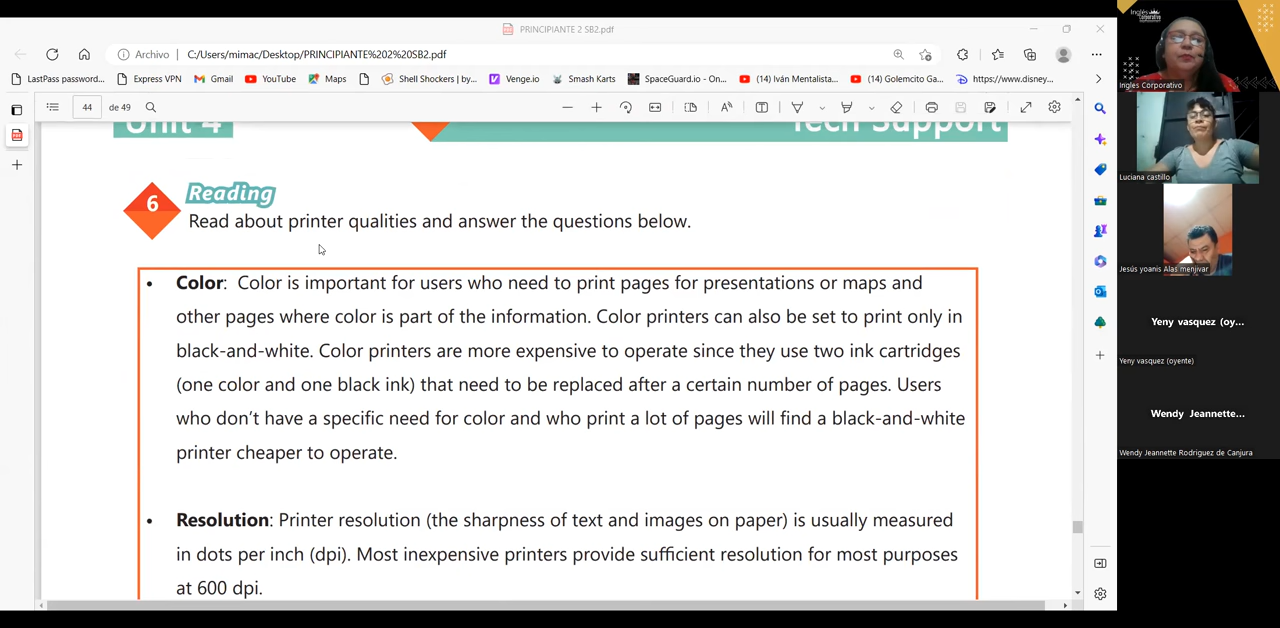 PRINCIPIANTE 2 SB2.pdf
Archivo
C:/Users/mimac/Desktop/PRINCIPIANTE%202%20SB2.pdf
LastPass password...
Express VPN
Gmail
YouTube
Maps
Shell Shockers | by...
Venge.io
Smash Karts
SpaceGuard.io - On...
(14) Iván Mentalista...
(14) Golemcito Ga...
https://www.disney...
44 de 49
Unit 4
Tech Support
6
Reading
Read about printer qualities and answer the questions below.
• Color: Color is important for users who need to print pages for presentations or maps and
other pages where color is part of the information. Color printers can also be set to print only in
black-and-white. Color printers are more expensive to operate since they use two ink cartridges
(one color and one black ink) that need to be replaced after a certain number of pages. Users
who don't have a specific need for color and who print a lot of pages will find a black-and-white
printer cheaper to operate.
• Resolution: Printer resolution (the sharpness of text and images on paper) is usually measured
in dots per inch (dpi). Most inexpensive printers provide sufficient resolution for most purposes
at 600 dpi.
Inglés
Corporativo
Inglés Corporativo
Luciana castillo
Jesús yoanis Alas menjivar
Yeny vasquez (oy...
Yeny vasquez (oyente)
Wendy Jeannette...
Wendy Jeannette Rodriguez de Canjura